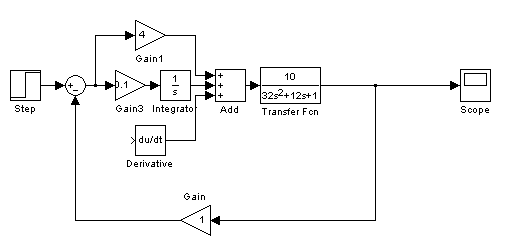 4
Gain1
Step
+
-
0.1
Gain3
1
s
Integrator
+
+
+
Add
10
32s²+12s+1
Transfer Fcn
Scope
du/dt
Derivative
Gain
1